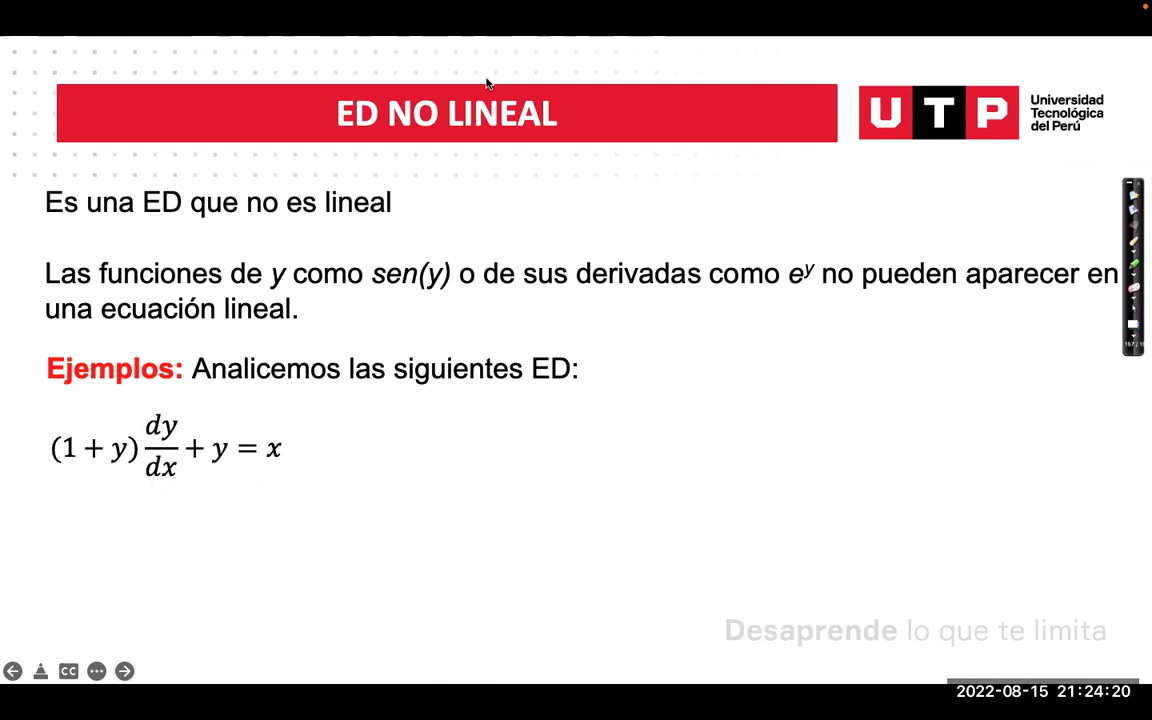 ED NO LINEAL
UTP
Universidad
Tecnológica
del Perú
Es una ED que no es lineal
Las funciones de y como sen(y) o de sus derivadas como e^y no pueden aparecer en
una ecuación lineal.
Ejemplos: Analicemos las siguientes ED:
(1 + y) dy/dx + y = x
Desaprende lo que te limita
CC
2022-08-15 21:24:20